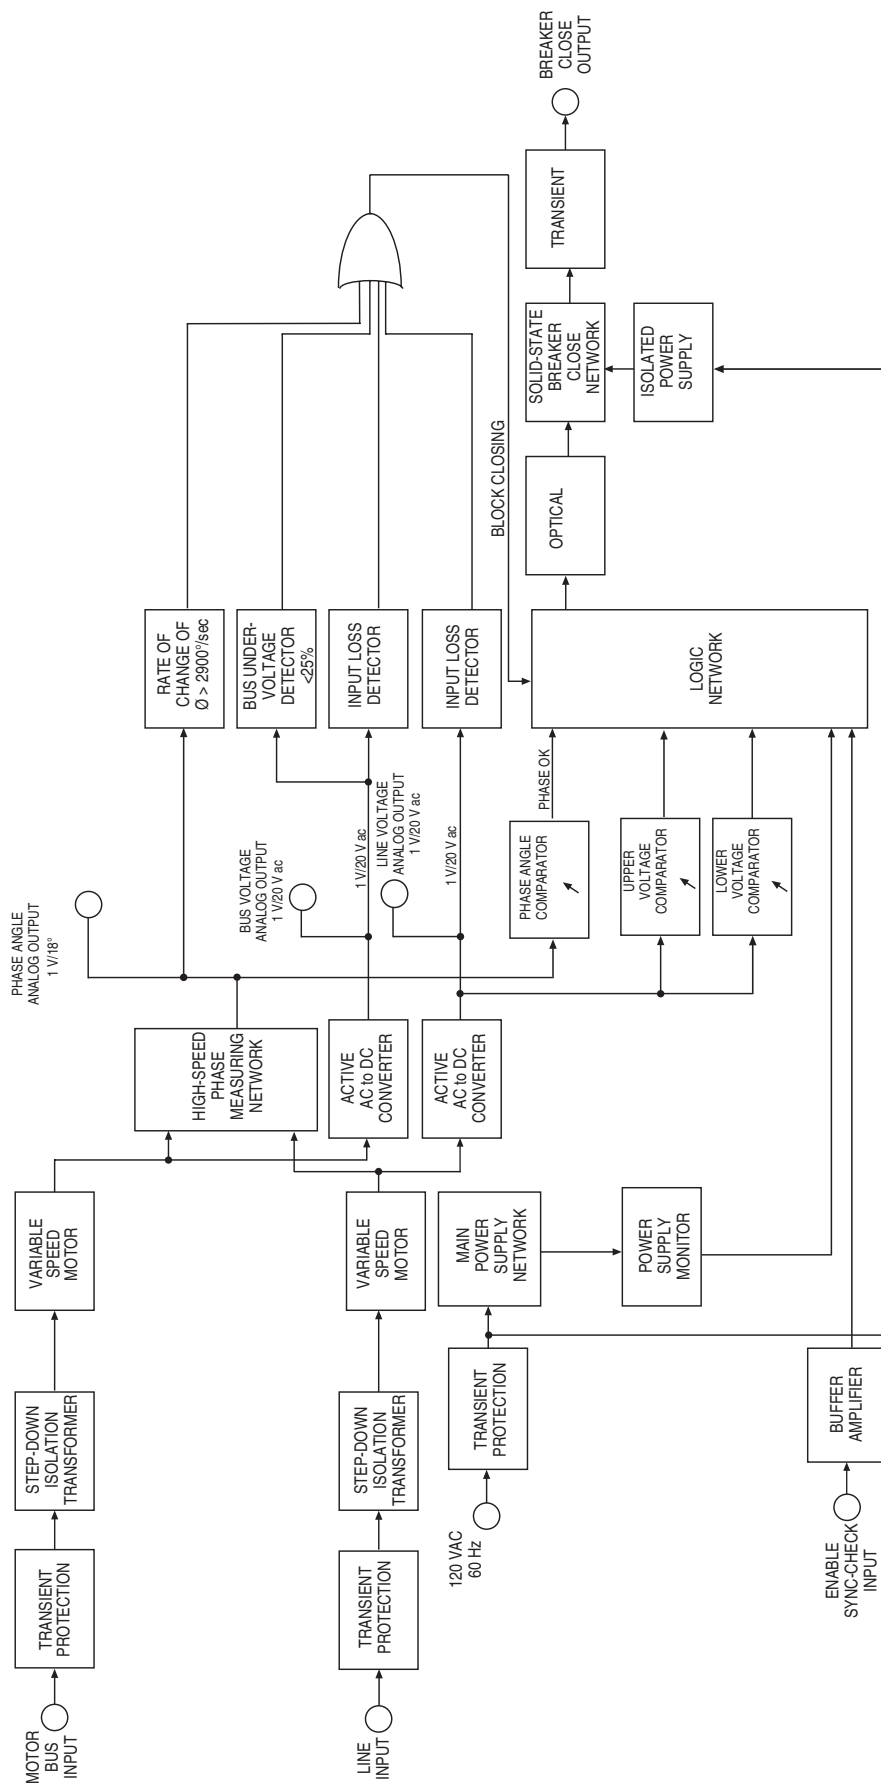 MOTOR
BUS
INPUT
TRANSIENT
PROTECTION
STEP-DOWN
ISOLATION
TRANSFORMER
VARIABLE
SPEED
MOTOR
HIGH-SPEED
PHASE
MEASURING
NETWORK
PHASE ANGLE
ANALOG OUTPUT
1 V/18°
RATE OF
CHANGE OF
Ø > 2900°/sec
BUS UNDER-
VOLTAGE
DETECTOR
<25%
INPUT LOSS
DETECTOR
INPUT LOSS
DETECTOR
BUS VOLTAGE
ANALOG OUTPUT
1 V/20 V ac
1 V/20 V ac
LINE VOLTAGE
ANALOG OUTPUT
1 V/20 V ac
1 V/20 V ac
ACTIVE
AC to DC
CONVERTER
ACTIVE
AC to DC
CONVERTER
LINE
INPUT
TRANSIENT
PROTECTION
STEP-DOWN
ISOLATION
TRANSFORMER
VARIABLE
SPEED
MOTOR
120 VAC
60 Hz
TRANSIENT
PROTECTION
MAIN
POWER
SUPPLY
NETWORK
POWER
SUPPLY
MONITOR
PHASE ANGLE
COMPARATOR
PHASE OK
UPPER
VOLTAGE
COMPARATOR
LOWER
VOLTAGE
COMPARATOR
BLOCK CLOSING
LOGIC
NETWORK
OPTICAL
SOLID-STATE
BREAKER
CLOSE
NETWORK
ISOLATED
POWER
SUPPLY
TRANSIENT
BREAKER
CLOSE
OUTPUT
ENABLE
SYNC-CHECK
INPUT
BUFFER
AMPLIFIER